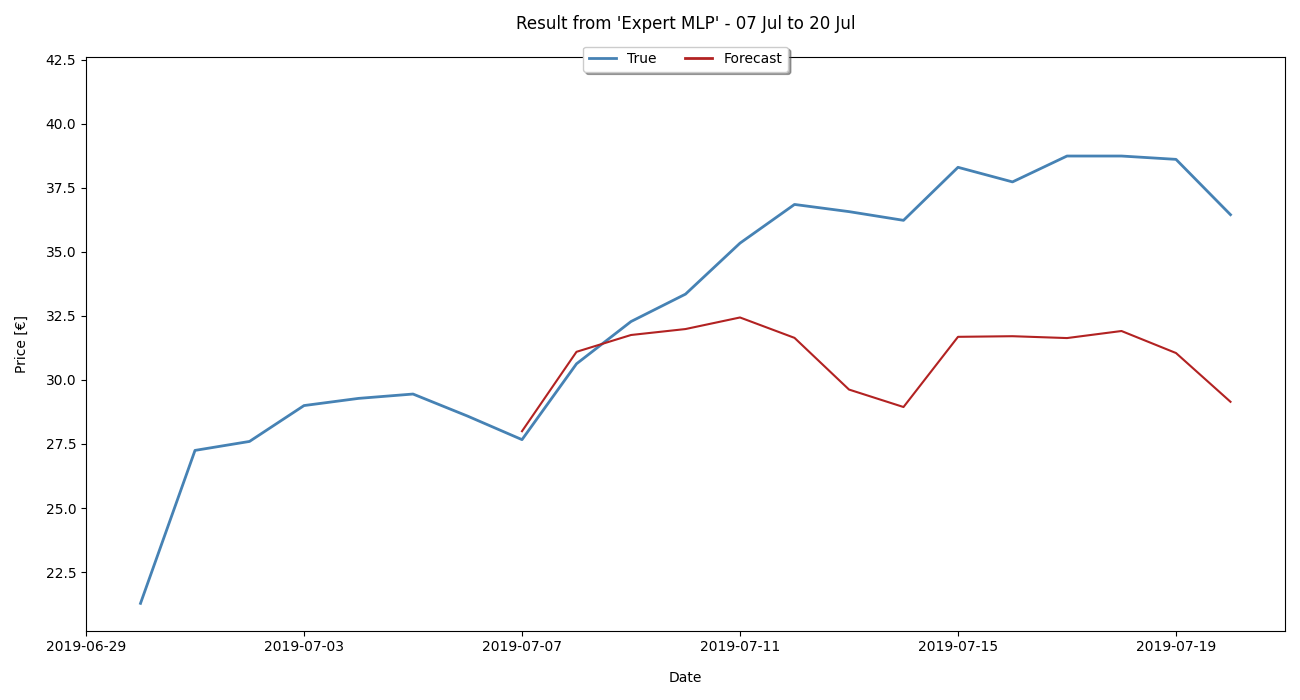 Result from 'Expert MLP' - 07 Jul to 20 Jul
True Forecast
42.5
40.0
37.5
35.0
32.5
30.0
27.5
25.0
22.5
Price [€]
2019-06-29 2019-07-03 2019-07-07 2019-07-11 2019-07-15 2019-07-19
Date